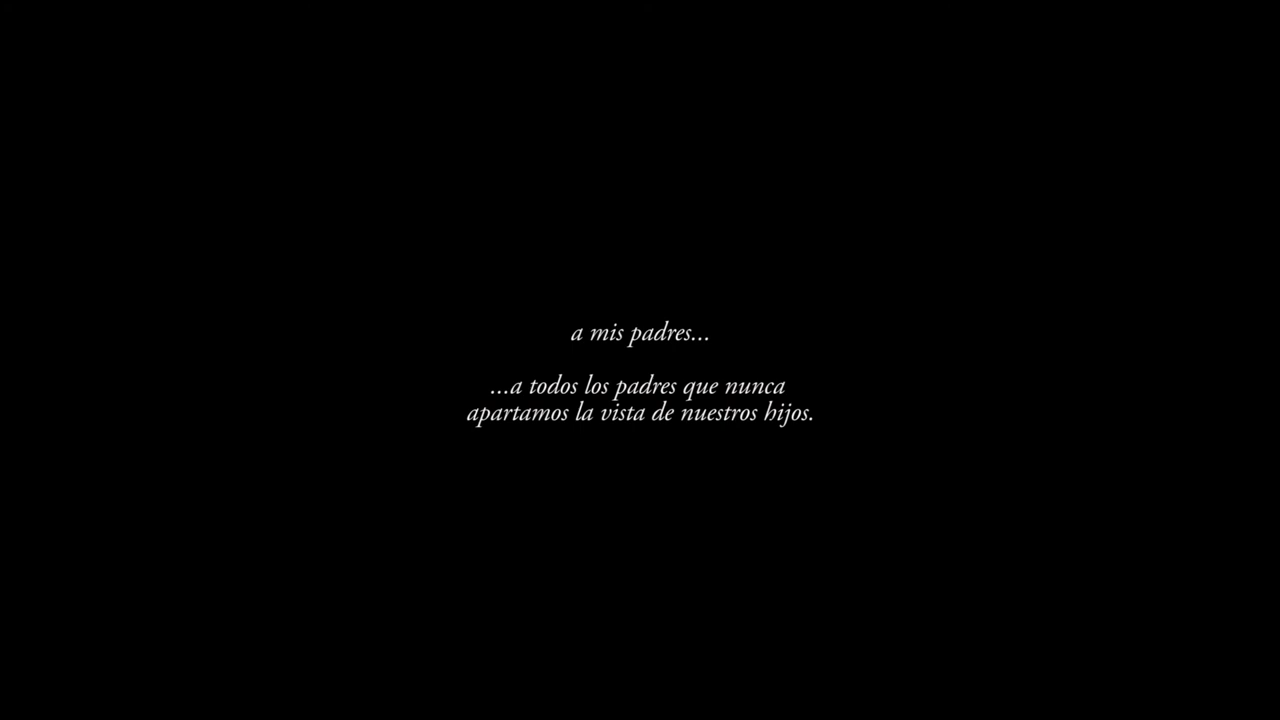 a mis padres...
...a todos los padres que nunca
apartamos la vista de nuestros hijos.